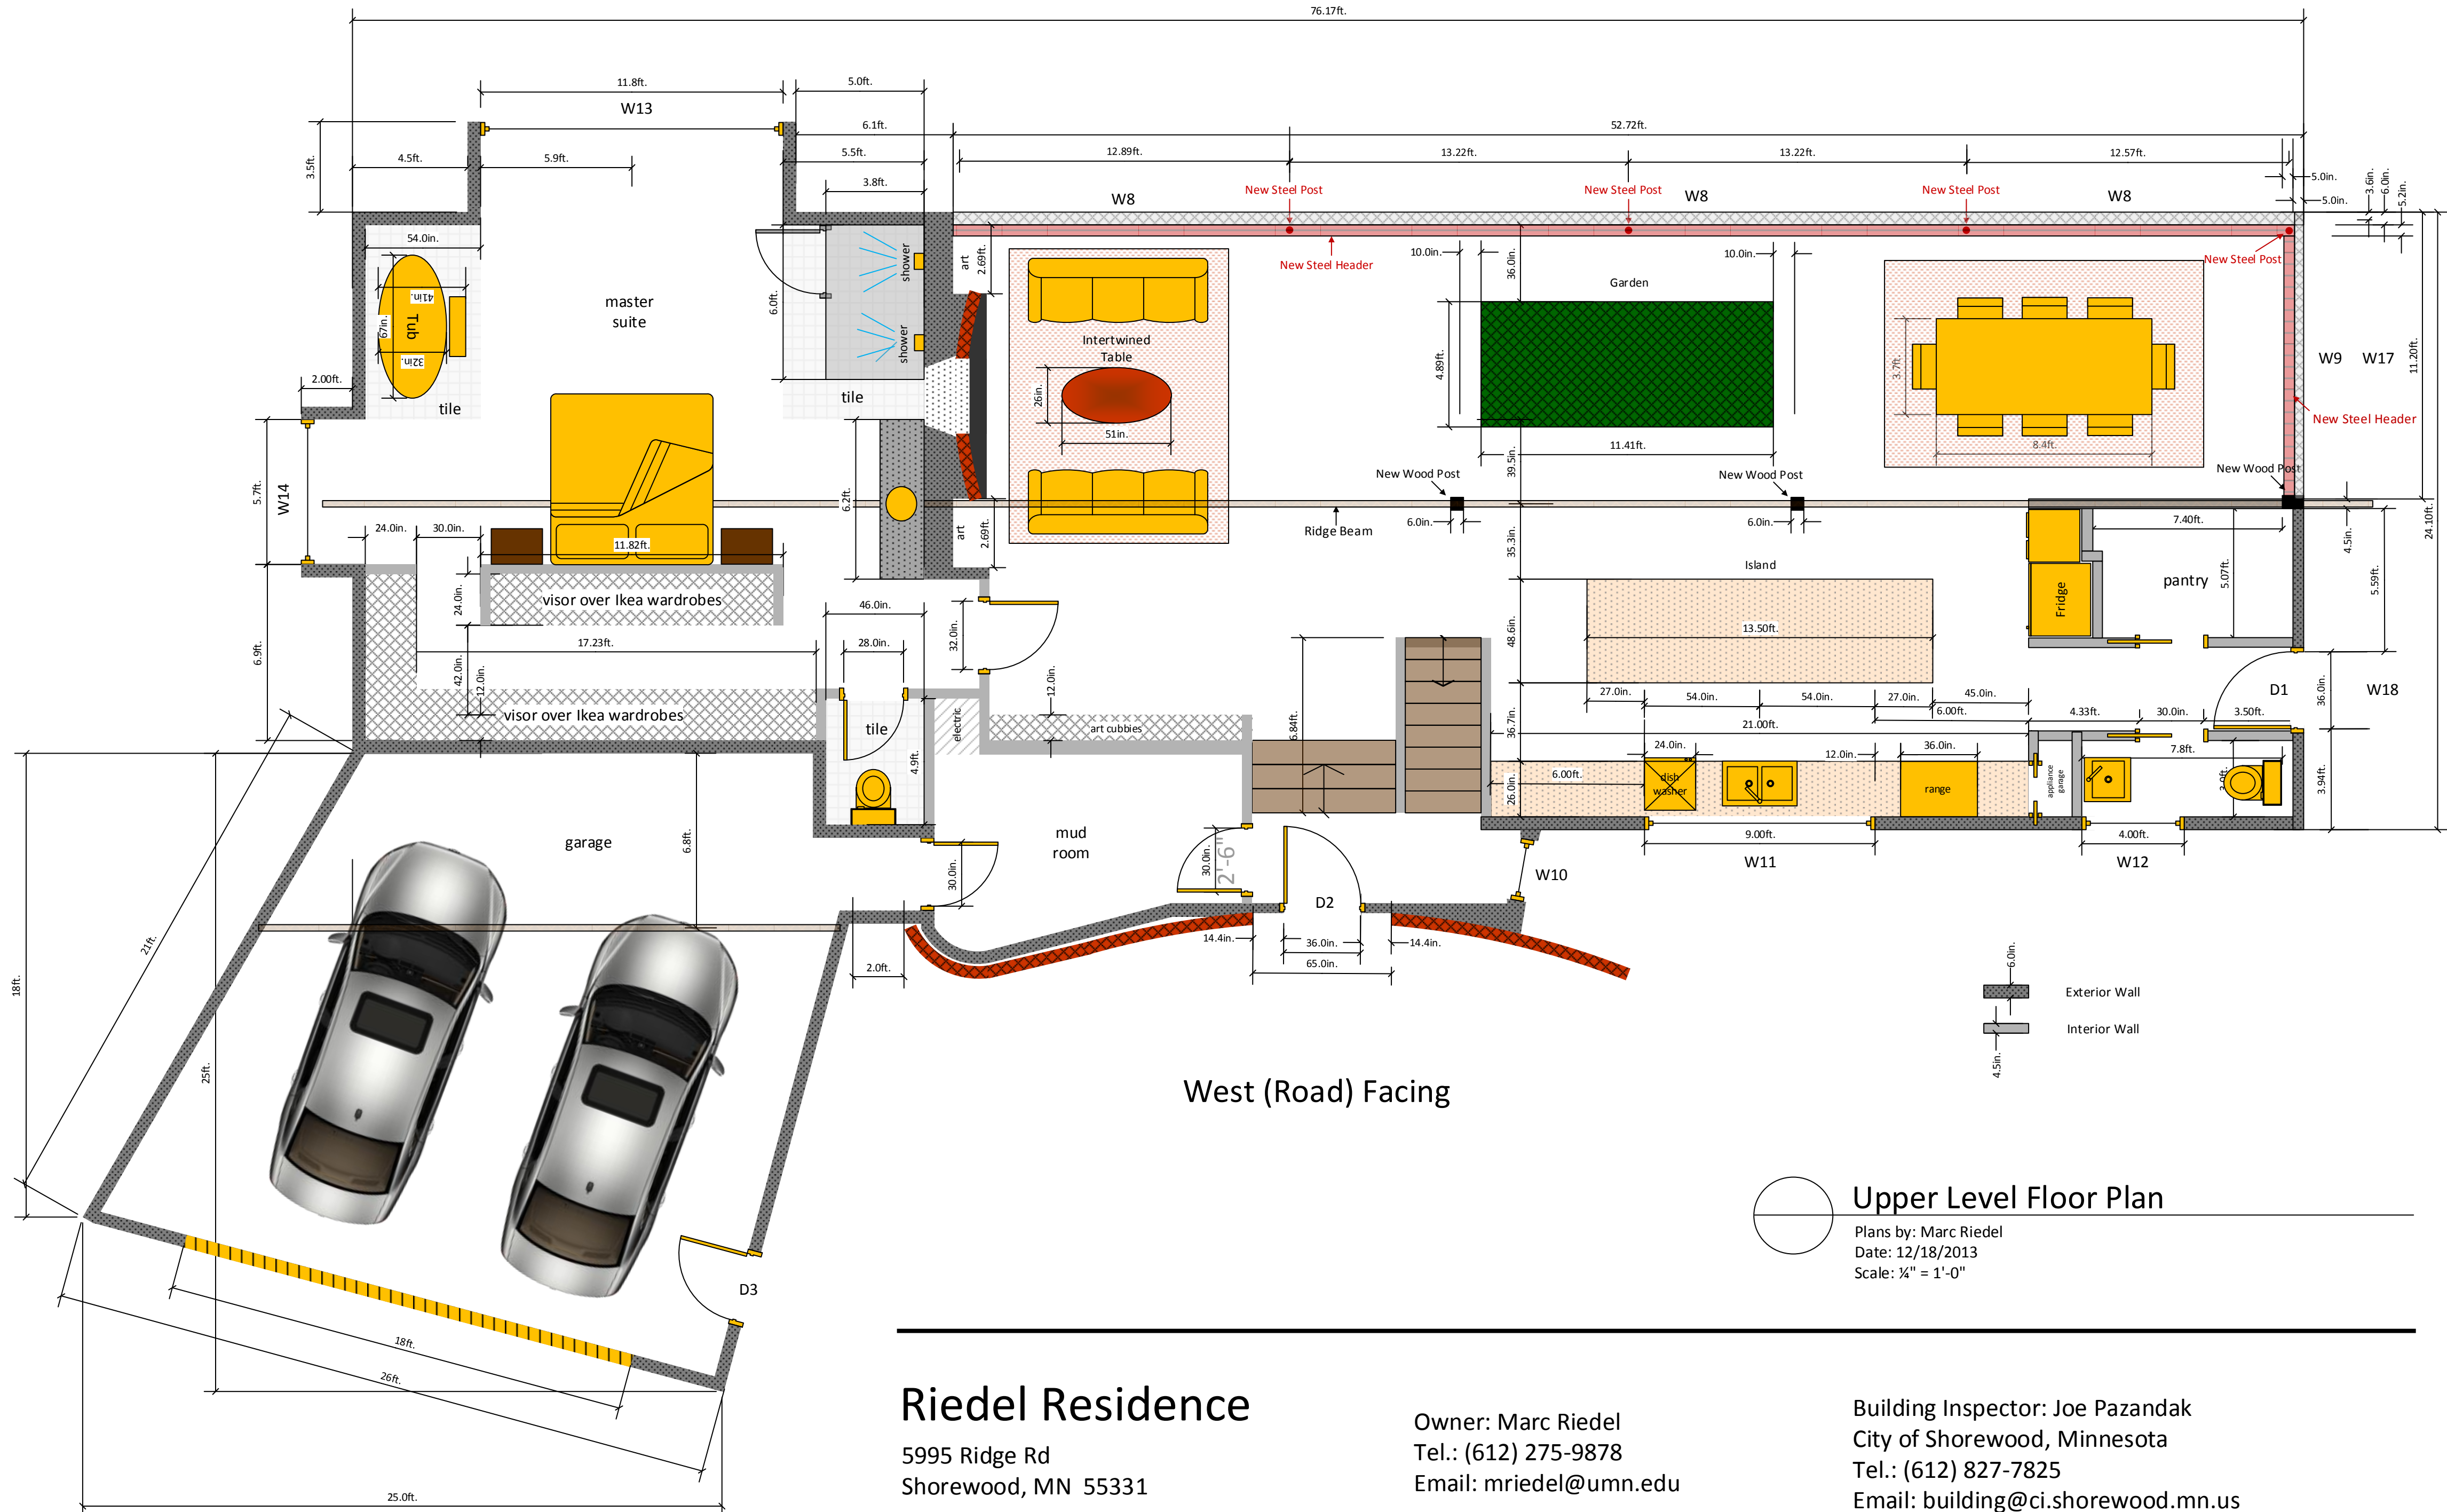 76.17ft.
11.8ft.
W13
5.0ft.
6.1ft.
52.72ft.
3.5ft.
4.5ft.
5.9ft.
5.5ft.
12.89ft.
13.22ft.
13.22ft.
12.57ft.
3.8ft.
5.0in.
3.6in.
6.0in.
5.2in.
5.0in.
W8
New Steel Post
New Steel Post
W8
New Steel Post
W8
54.0in.
41in.
67in.
Tub
32in.
2.00ft.
tile
master
suite
6.0ft.
shower
shower
tile
art
2.69ft.
New Steel Header
10.0in.
36.0in.
10.0in.
Garden
New Steel Post
Intertwined
Table
26in.
51in.
4.89ft.
11.41ft.
39.5in.
3.7ft.
8.4ft.
W9
W17
11.20ft.
New Steel Header
5.7ft.
W14
6.2ft.
New Wood Post
New Wood Post
New Wood Post
24.0in.
30.0in.
11.82ft.
art
2.69ft.
Ridge Beam
6.0in.
6.0in.
35.3in.
7.40ft.
4.5in.
24.10ft.
Island
Fridge
pantry
5.07ft.
5.59ft.
24.0in.
visor over Ikea wardrobes
46.0in.
32.0in.
48.6in.
13.50ft.
6.9ft.
17.23ft.
28.0in.
42.0in.
12.0in.
visor over Ikea wardrobes
tile
electric
4.9ft.
12.0in.
art cubbies
6.84ft.
36.7in.
27.0in.
54.0in.
54.0in.
27.0in.
45.0in.
6.00ft.
4.33ft.
30.0in.
3.50ft.
D1
36.0in.
W18
21.00ft.
24.0in.
12.0in.
36.0in.
7.8ft.
6.00ft.
26.0in.
dish
washer
range
appliance
garage
3.94ft.
garage
6.8ft.
mud
room
30.0in.
30.0in.
2'-6"
9.00ft.
W11
4.00ft.
W12
W10
D2
14.4in.
36.0in.
14.4in.
65.0in.
2.0ft.
21ft.
18ft.
25ft.
6.0in.
Exterior Wall
Interior Wall
4.5in.
West (Road) Facing
D3
18ft.
26ft.
25.0ft.
Upper Level Floor Plan
Plans by: Marc Riedel
Date: 12/18/2013
Scale: ¼" = 1'-0"
Riedel Residence
5995 Ridge Rd
Shorewood, MN 55331
Owner: Marc Riedel
Tel.: (612) 275-9878
Email: mriedel@umn.edu
Building Inspector: Joe Pazandak
City of Shorewood, Minnesota
Tel.: (612) 827-7825
Email: building@ci.shorewood.mn.us